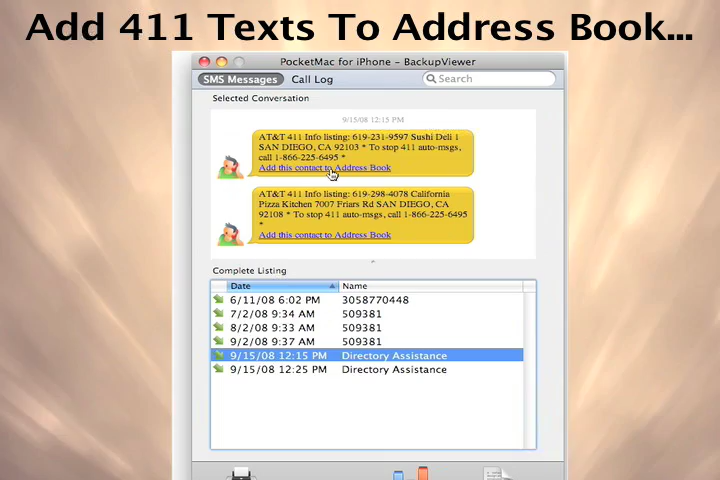 Add 411 Texts To Address Book...
PocketMac for iPhone – BackupViewer
SMS Messages Call Log Search
Selected Conversation
9/15/08 12:15 PM
AT&T 411 Info listing: 619-231-9597 Sushi Deli 1
SAN DIEGO, CA 92103 * To stop 411 auto-msgs,
call 1-866-225-6495 *
Add this contact to Address Book
AT&T 411 Info listing: 619-298-4078 California
Pizza Kitchen 7007 Friars Rd SAN DIEGO, CA
92108 * To stop 411 auto-msgs, call 1-866-225-6495
*
Add this contact to Address Book
Complete Listing
Date Name
6/11/08 6:02 PM 3058770448
7/2/08 9:34 AM 509381
8/2/08 9:33 AM 509381
9/2/08 9:37 AM 509381
9/15/08 12:15 PM Directory Assistance
9/15/08 12:25 PM Directory Assistance